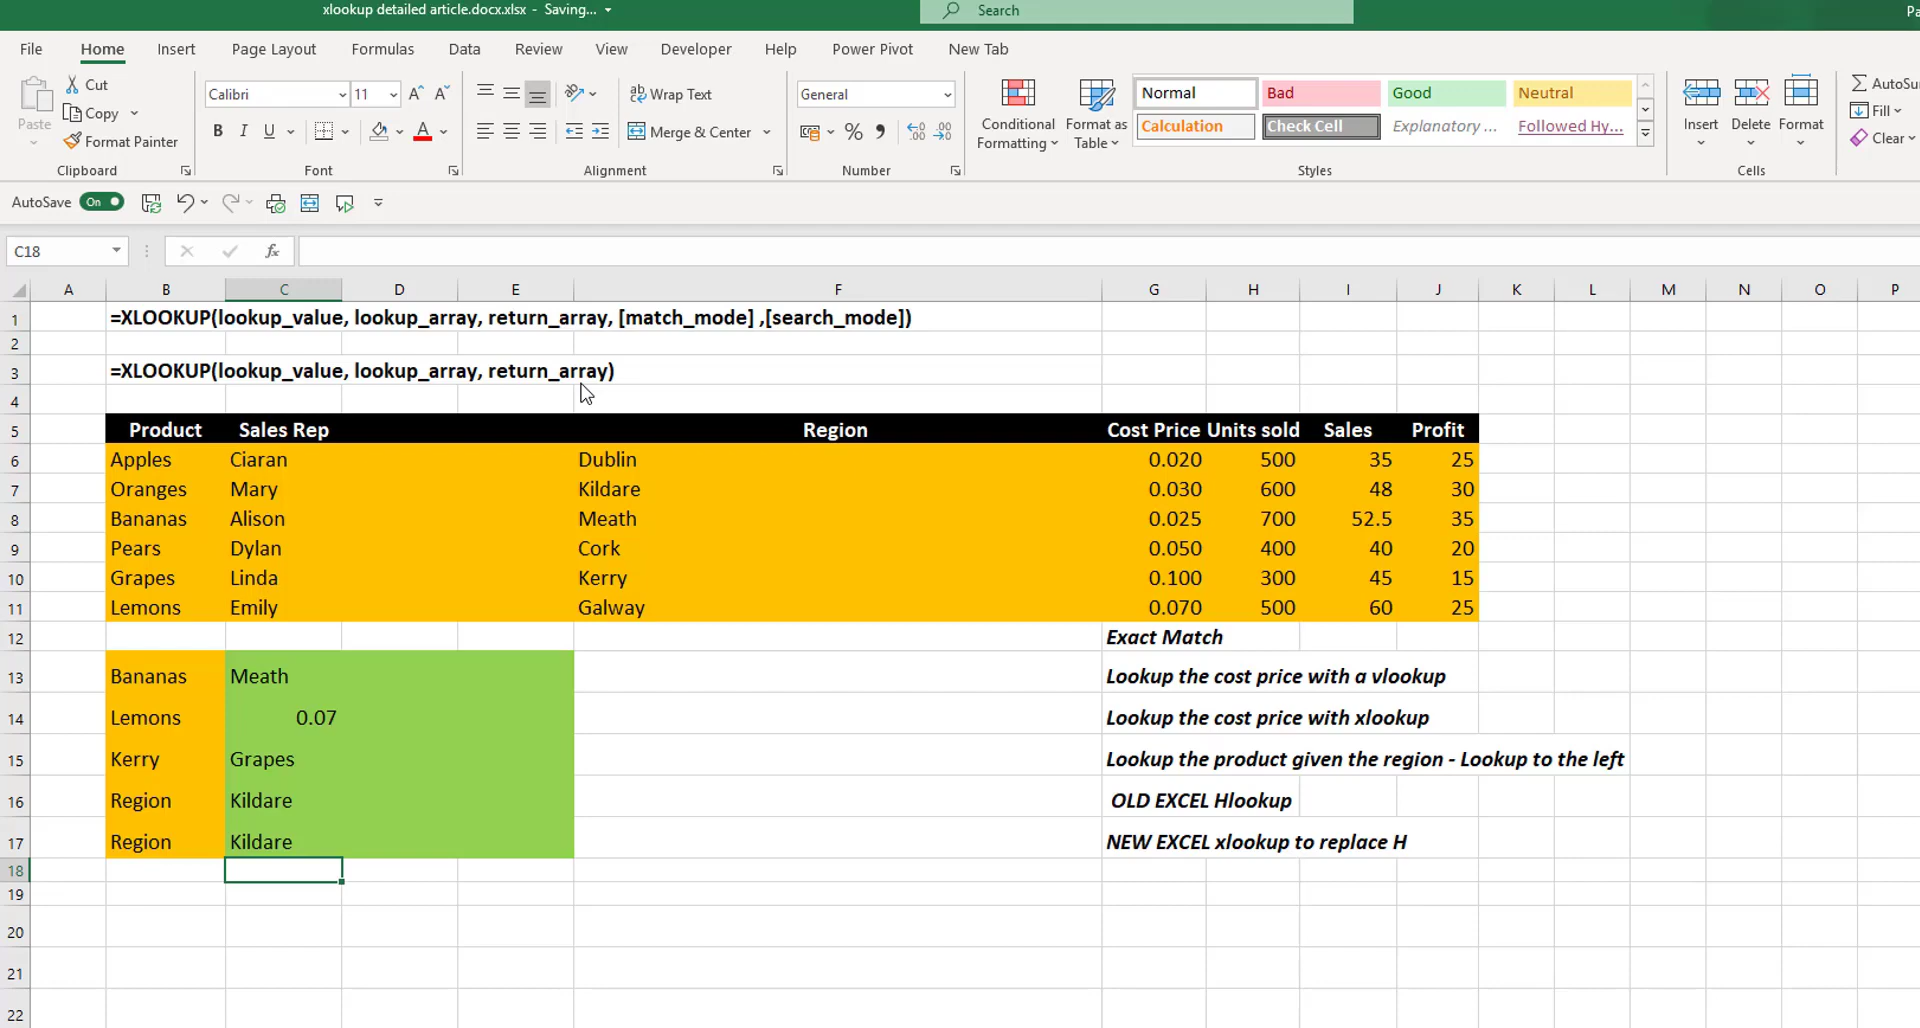 xlookup detailed article.docx.xlsx - Saving...
Search
File Home Insert Page Layout Formulas Data Review View Developer Help Power Pivot New Tab
Paste
Cut
Copy
Format Painter
Clipboard
Calibri 11
B I U
Font
Wrap Text
Merge & Center
Alignment
General
Number
Conditional Formatting
Format as Table
Normal Bad Good Neutral
Calculation Check Cell Explanatory ... Followed Hy...
Styles
Insert Delete Format
Cells
AutoSu
Fill
Clear
AutoSave On
C18
fx
A B C D E F G H I J K L M N O P
1 =XLOOKUP(lookup_value, lookup_array, return_array, [match_mode] ,[search_mode])
2
3 =XLOOKUP(lookup_value, lookup_array, return_array)
4
5 Product Sales Rep Region Cost Price Units sold Sales Profit
6 Apples Ciaran Dublin 0.020 500 35 25
7 Oranges Mary Kildare 0.030 600 48 30
8 Bananas Alison Meath 0.025 700 52.5 35
9 Pears Dylan Cork 0.050 400 40 20
10 Grapes Linda Kerry 0.100 300 45 15
11 Lemons Emily Galway 0.070 500 60 25
12 Exact Match
13 Bananas Meath Lookup the cost price with a vlookup
14 Lemons 0.07 Lookup the cost price with xlookup
15 Kerry Grapes Lookup the product given the region - Lookup to the left
16 Region Kildare OLD EXCEL Hlookup
17 Region Kildare NEW EXCEL xlookup to replace H
18
19
20
21
22